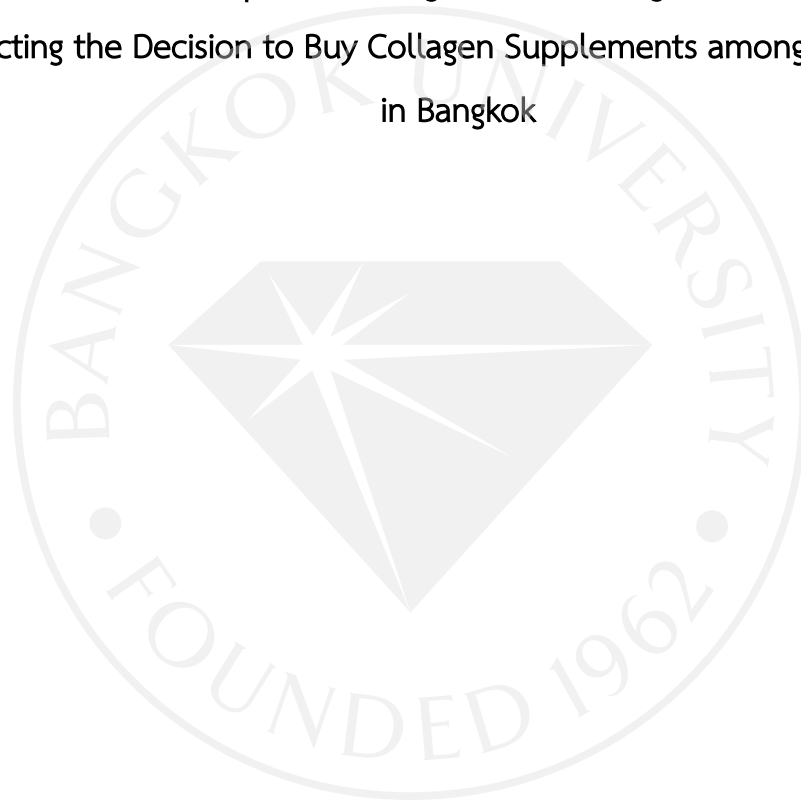 cting the Decision to Buy Collagen Supplements among
in Bangkok
BANGKOK UNIVERSITY
FOUNDED 1962